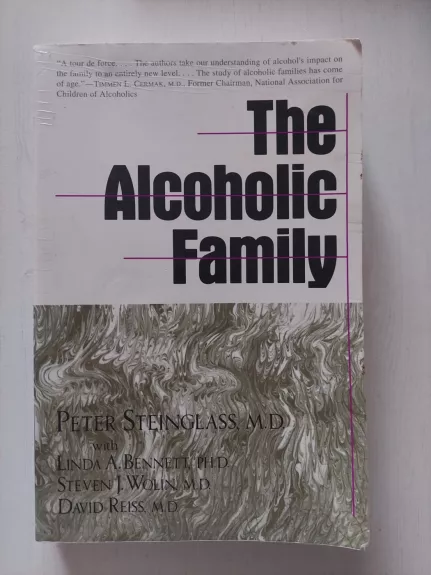 "A tour de force. . . . The authors take our understanding of alcohol's impact on
the family to an entirely new level. . . . The study of alcoholic families has come
of age."—TIMMEN L. CERMAK, M.D., Former Chairman, National Association for
Children of Alcoholics
The
Alcoholic
Family
PETER STEINGLASS, M.D.
with
LINDA A. BENNETT, PH.D.
STEVEN J. WOLIN, M.D.
DAVID REISS, M.D.